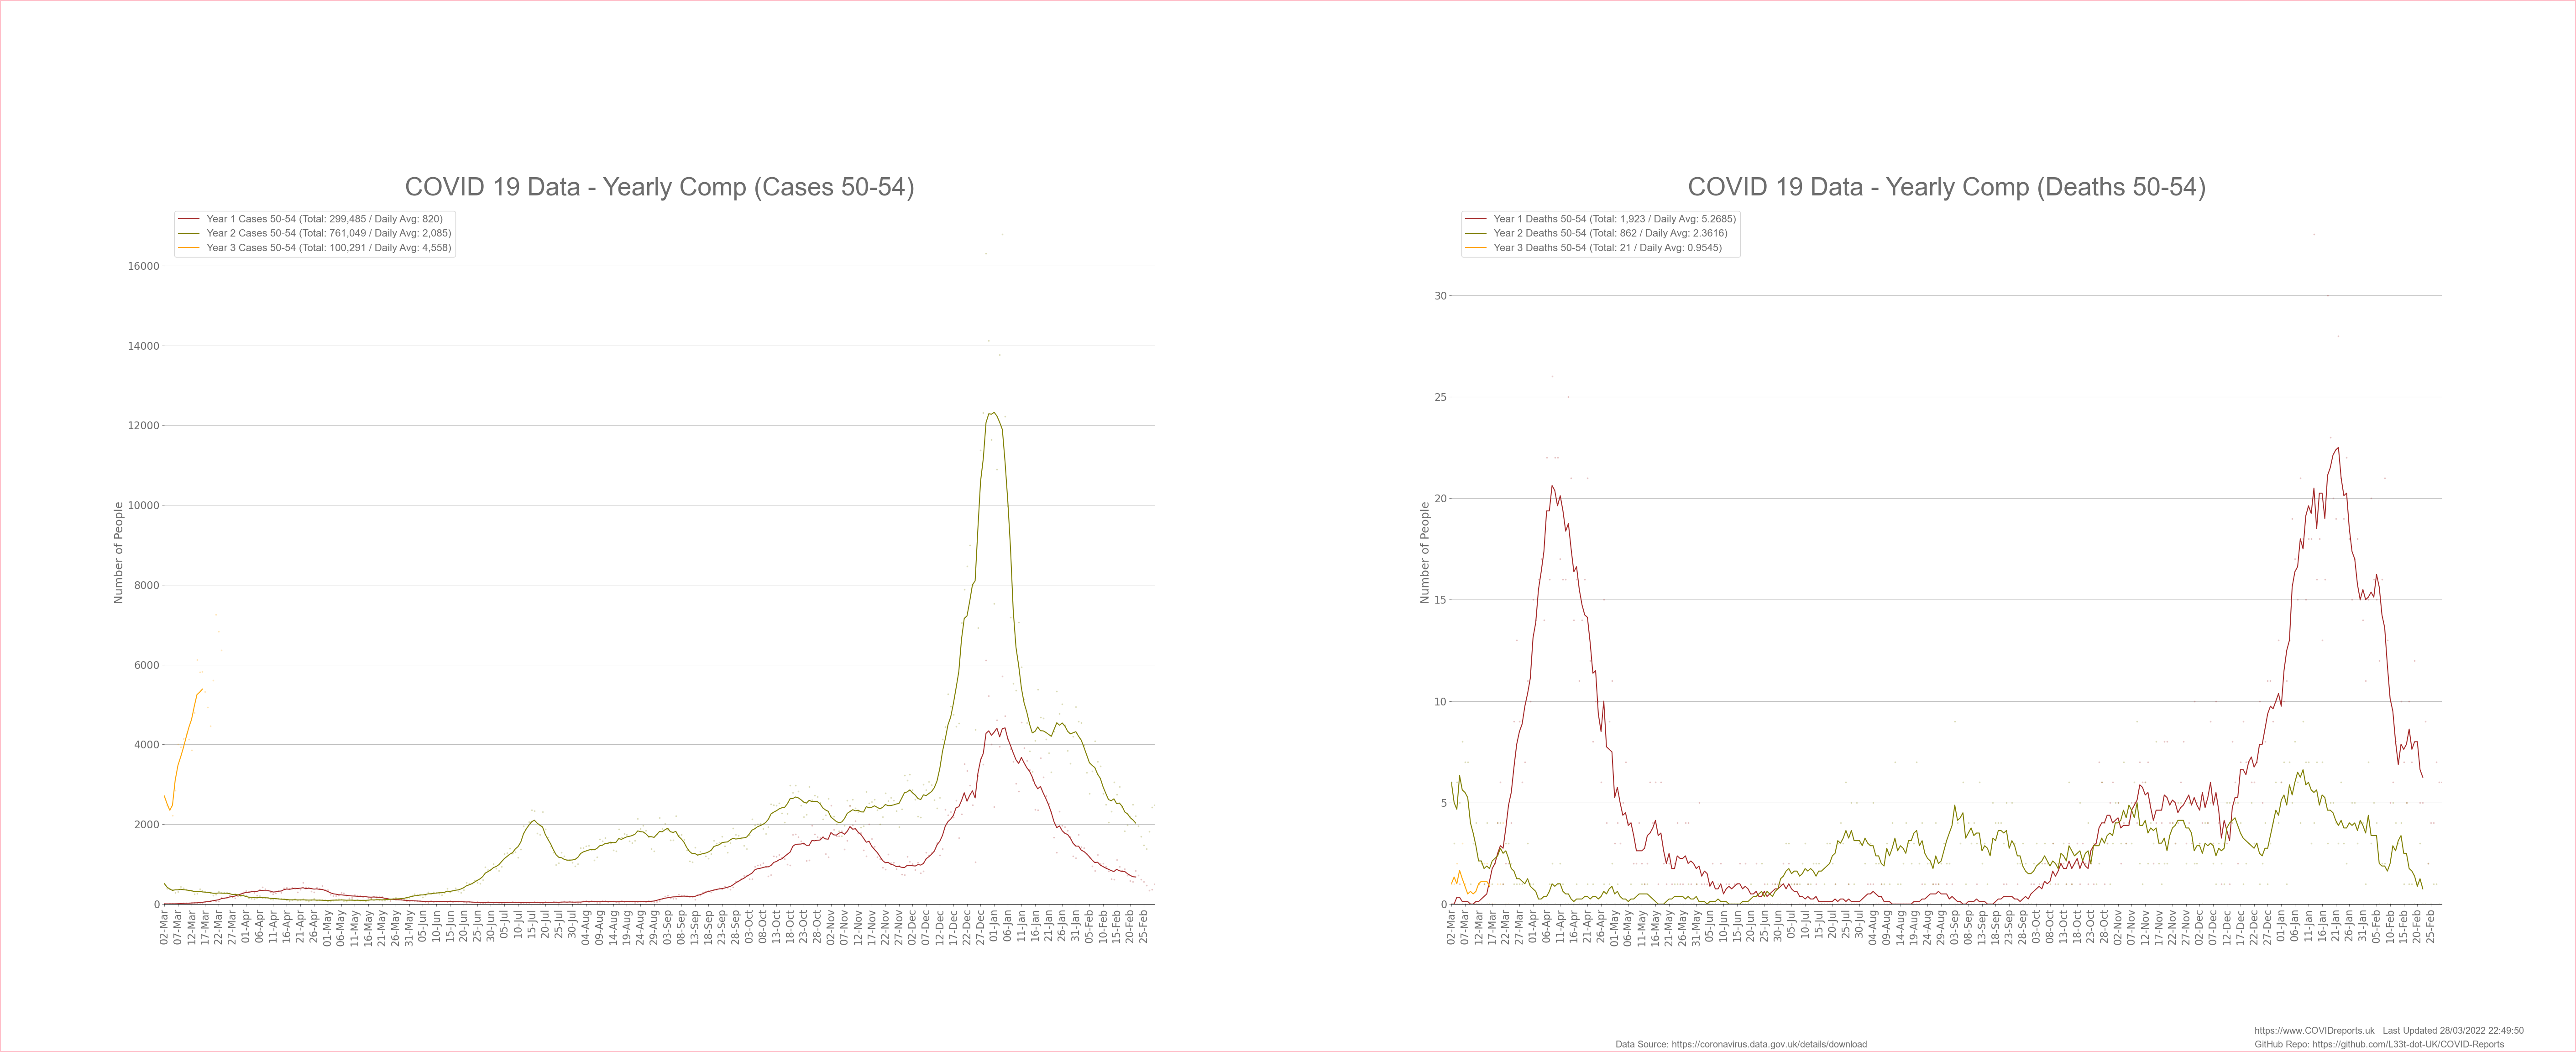 COVID 19 Data - Yearly Comp (Cases 50-54)
Year 1 Cases 50-54 (Total: 299,485 / Daily Avg: 820)
Year 2 Cases 50-54 (Total: 761,049 / Daily Avg: 2,085)
Year 3 Cases 50-54 (Total: 100,291 / Daily Avg: 4,558)
Number of People
16000
14000
12000
10000
8000
6000
4000
2000
0
02-Mar
07-Mar
12-Mar
17-Mar
22-Mar
27-Mar
01-Apr
06-Apr
11-Apr
16-Apr
21-Apr
26-Apr
01-May
06-May
11-May
16-May
21-May
26-May
31-May
05-Jun
10-Jun
15-Jun
20-Jun
25-Jun
30-Jun
05-Jul
10-Jul
15-Jul
20-Jul
25-Jul
30-Jul
04-Aug
09-Aug
14-Aug
19-Aug
24-Aug
29-Aug
03-Sep
08-Sep
13-Sep
18-Sep
23-Sep
28-Sep
03-Oct
08-Oct
13-Oct
18-Oct
23-Oct
28-Oct
02-Nov
07-Nov
12-Nov
17-Nov
22-Nov
27-Nov
02-Dec
07-Dec
12-Dec
17-Dec
22-Dec
27-Dec
01-Jan
06-Jan
11-Jan
16-Jan
21-Jan
26-Jan
31-Jan
05-Feb
10-Feb
15-Feb
20-Feb
25-Feb
COVID 19 Data - Yearly Comp (Deaths 50-54)
Year 1 Deaths 50-54 (Total: 1,923 / Daily Avg: 5.2685)
Year 2 Deaths 50-54 (Total: 862 / Daily Avg: 2.3616)
Year 3 Deaths 50-54 (Total: 21 / Daily Avg: 0.9545)
Number of People
30
25
20
15
10
5
0
02-Mar
07-Mar
12-Mar
17-Mar
22-Mar
27-Mar
01-Apr
06-Apr
11-Apr
16-Apr
21-Apr
26-Apr
01-May
06-May
11-May
16-May
21-May
26-May
31-May
05-Jun
10-Jun
15-Jun
20-Jun
25-Jun
30-Jun
05-Jul
10-Jul
15-Jul
20-Jul
25-Jul
30-Jul
04-Aug
09-Aug
14-Aug
19-Aug
24-Aug
29-Aug
03-Sep
08-Sep
13-Sep
18-Sep
23-Sep
28-Sep
03-Oct
08-Oct
13-Oct
18-Oct
23-Oct
28-Oct
02-Nov
07-Nov
12-Nov
17-Nov
22-Nov
27-Nov
02-Dec
07-Dec
12-Dec
17-Dec
22-Dec
27-Dec
01-Jan
06-Jan
11-Jan
16-Jan
21-Jan
26-Jan
31-Jan
05-Feb
10-Feb
15-Feb
20-Feb
25-Feb
https://www.COVIDreports.uk Last Updated 28/03/2022 22:49:50
Data Source: https://coronavirus.data.gov.uk/details/download
GitHub Repo: https://github.com/L33t-dot-UK/COVID-Reports